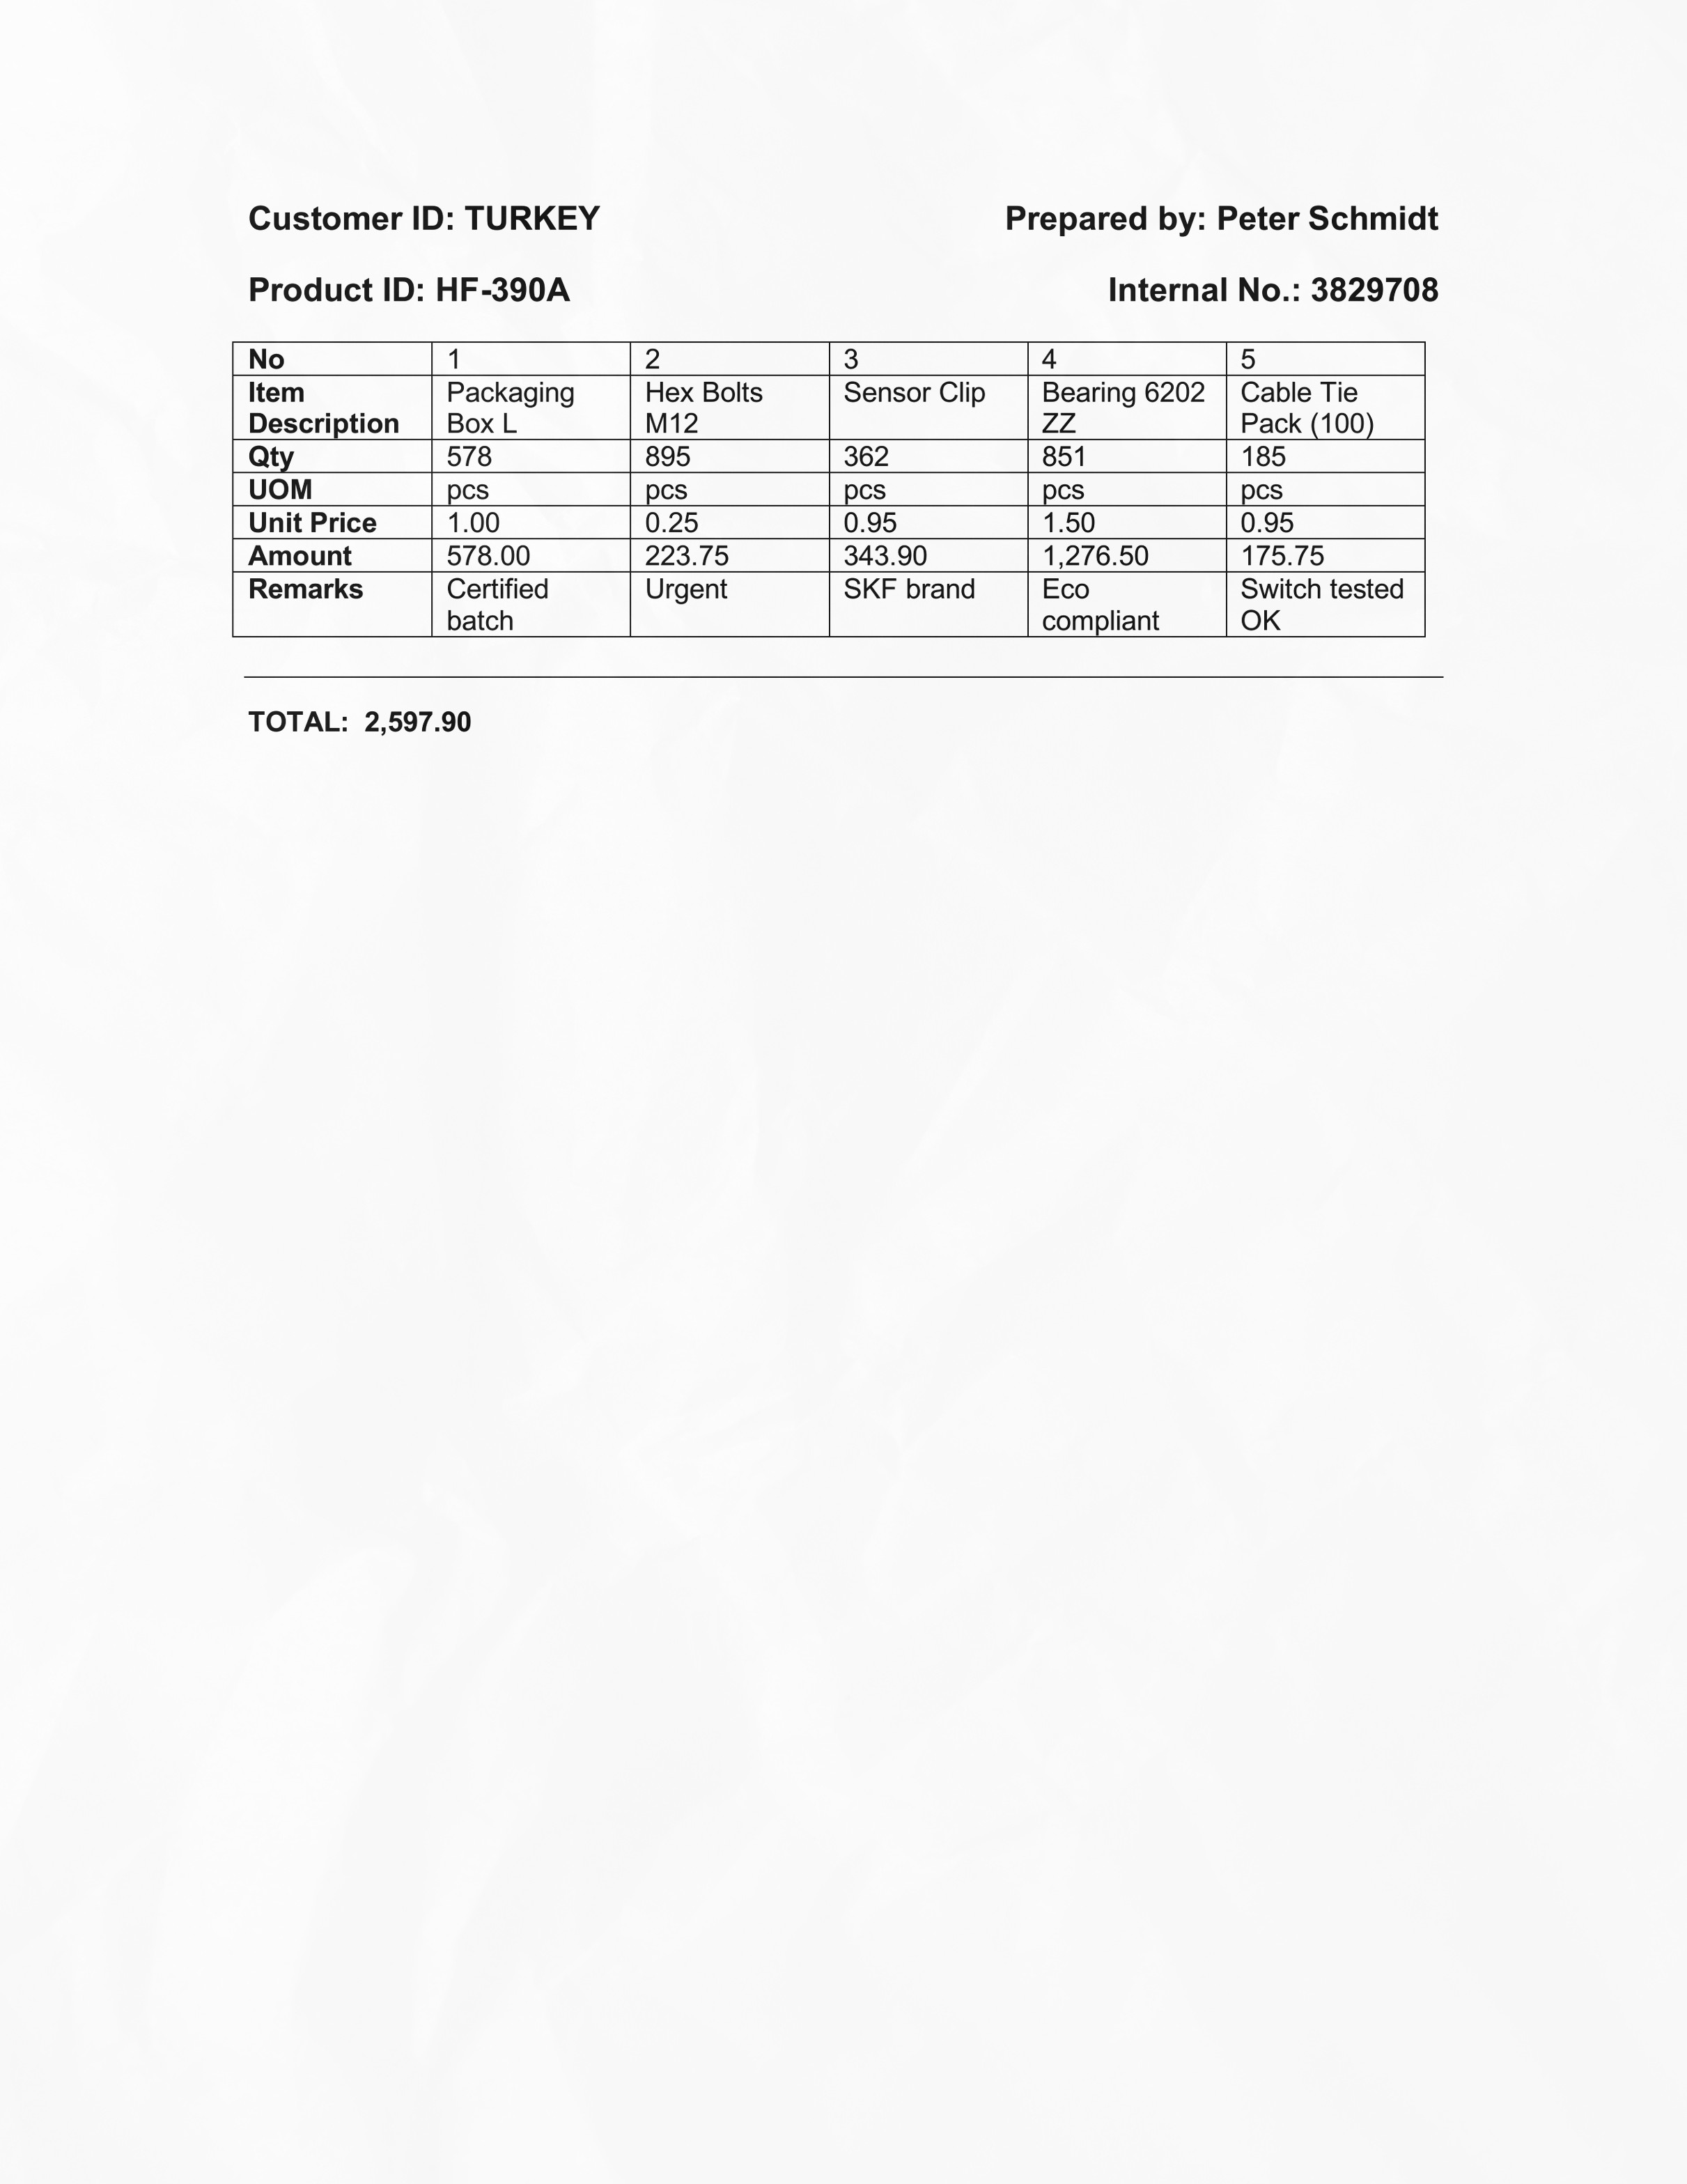 Customer ID: TURKEY Prepared by: Peter Schmidt
Product ID: HF-390A Internal No.: 3829708
No 1 2 3 4 5
Item Description Packaging Box L Hex Bolts M12 Sensor Clip Bearing 6202 ZZ Cable Tie Pack (100)
Qty 578 895 362 851 185
UOM pcs pcs pcs pcs pcs
Unit Price 1.00 0.25 0.95 1.50 0.95
Amount 578.00 223.75 343.90 1,276.50 175.75
Remarks Certified batch Urgent SKF brand Eco compliant Switch tested OK
TOTAL: 2,597.90